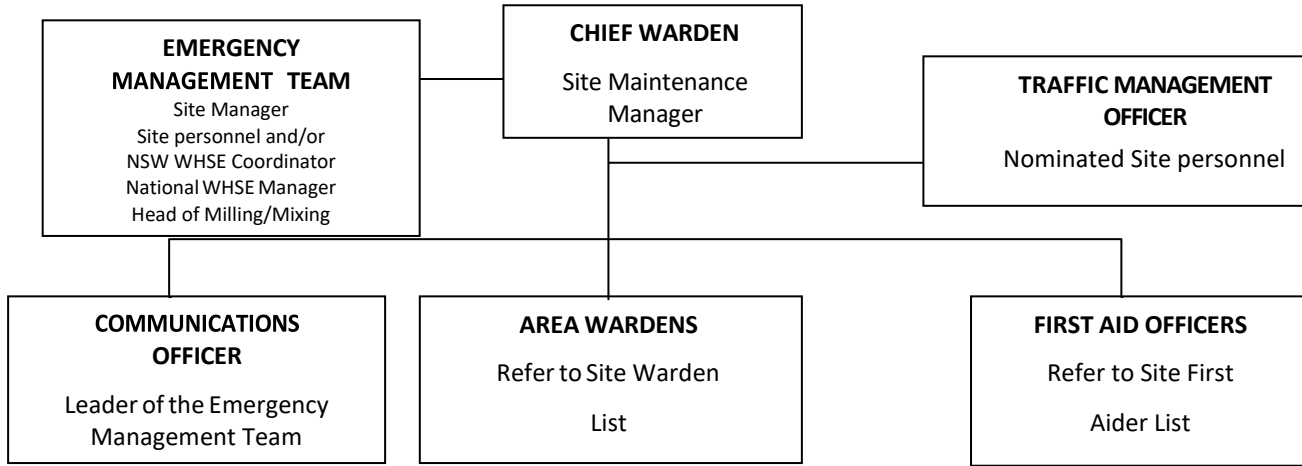 EMERGENCY
MANAGEMENT TEAM
Site Manager
Site personnel and/or
NSW WHSE Coordinator
National WHSE Manager
Head of Milling/Mixing
CHIEF WARDEN
Site Maintenance
Manager
TRAFFIC MANAGEMENT
OFFICER
Nominated Site personnel
COMMUNICATIONS
OFFICER
Leader of the Emergency
Management Team
AREA WARDENS
Refer to Site Warden
List
FIRST AID OFFICERS
Refer to Site First
Aider List